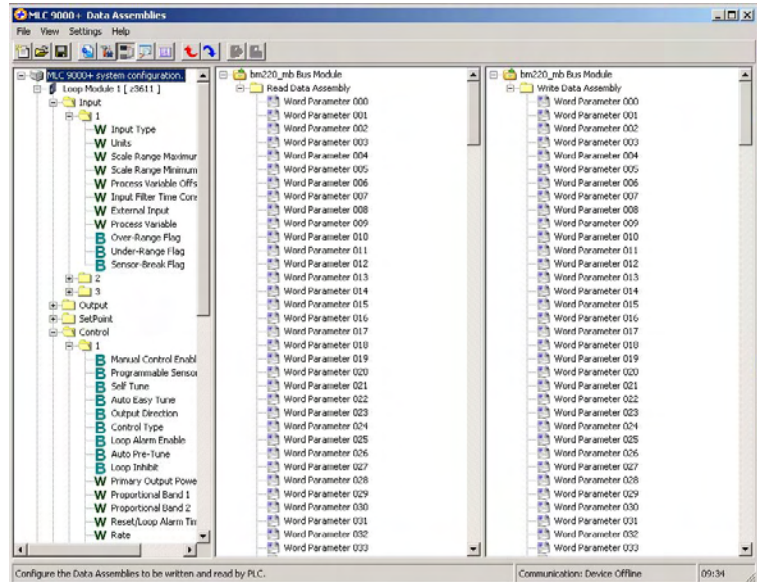 MLC 9000+ Data Assemblies
File View Settings Help
MLC 9000+ system configuration.
Loop Module 1 [ z3611 ]
Input
1
W Input Type
W Units
W Scale Range Maximur
W Scale Range Minimum
W Process Variable Offs
W Input Filter Time Cons
W External Input
W Process Variable
B Over-Range Flag
B Under-Range Flag
B Sensor-Break Flag
2
3
Output
SetPoint
Control
1
B Manual Control Enabl
B Programmable Sensor
B Self Tune
B Auto Easy Tune
B Output Direction
B Control Type
B Loop Alarm Enable
B Auto Pre-Tune
B Loop Inhibit
W Primary Output Powe
W Proportional Band 1
W Proportional Band 2
W Reset/Loop Alarm Tim
W Rate
bm220_mb Bus Module
Read Data Assembly
Word Parameter 000
Word Parameter 001
Word Parameter 002
Word Parameter 003
Word Parameter 004
Word Parameter 005
Word Parameter 006
Word Parameter 007
Word Parameter 008
Word Parameter 009
Word Parameter 010
Word Parameter 011
Word Parameter 012
Word Parameter 013
Word Parameter 014
Word Parameter 015
Word Parameter 016
Word Parameter 017
Word Parameter 018
Word Parameter 019
Word Parameter 020
Word Parameter 021
Word Parameter 022
Word Parameter 023
Word Parameter 024
Word Parameter 025
Word Parameter 026
Word Parameter 027
Word Parameter 028
Word Parameter 029
Word Parameter 030
Word Parameter 031
Word Parameter 032
Word Parameter 033
bm220_mb Bus Module
Write Data Assembly
Word Parameter 000
Word Parameter 001
Word Parameter 002
Word Parameter 003
Word Parameter 004
Word Parameter 005
Word Parameter 006
Word Parameter 007
Word Parameter 008
Word Parameter 009
Word Parameter 010
Word Parameter 011
Word Parameter 012
Word Parameter 013
Word Parameter 014
Word Parameter 015
Word Parameter 016
Word Parameter 017
Word Parameter 018
Word Parameter 019
Word Parameter 020
Word Parameter 021
Word Parameter 022
Word Parameter 023
Word Parameter 024
Word Parameter 025
Word Parameter 026
Word Parameter 027
Word Parameter 028
Word Parameter 029
Word Parameter 030
Word Parameter 031
Word Parameter 032
Word Parameter 033
Configure the Data Assemblies to be written and read by PLC.
Communication: Device Offline
09:34